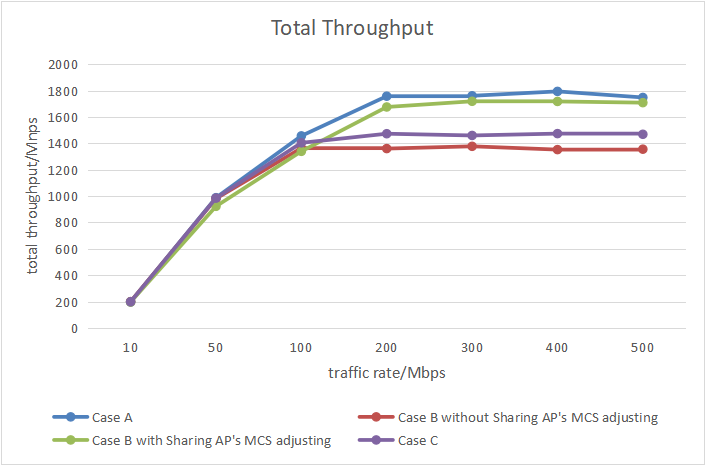 Total Throughput
2000
1800
1600
1400
1200
1000
800
600
400
200
0
total throughput/Mnps
10 50 100 200 300 400 500
traffic rate/Mbps
Case A
Case B without Sharing AP's MCS adjusting
Case B with Sharing AP's MCS adjusting
Case C